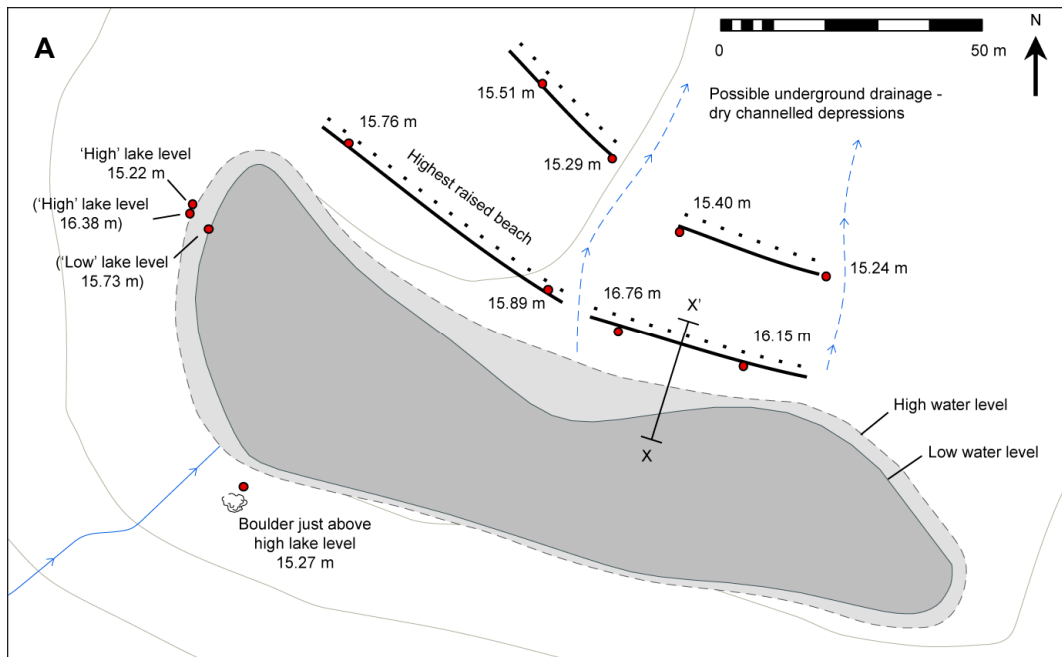 A
0
50 m
N
Possible underground drainage -
dry channelled depressions
15.51 m
15.76 m
15.29 m
Highest raised beach
'High' lake level
15.22 m
('High' lake level
16.38 m)
('Low' lake level
15.73 m)
15.40 m
15.24 m
15.89 m
16.76 m
X'
16.15 m
High water level
Low water level
X
Boulder just above
high lake level
15.27 m